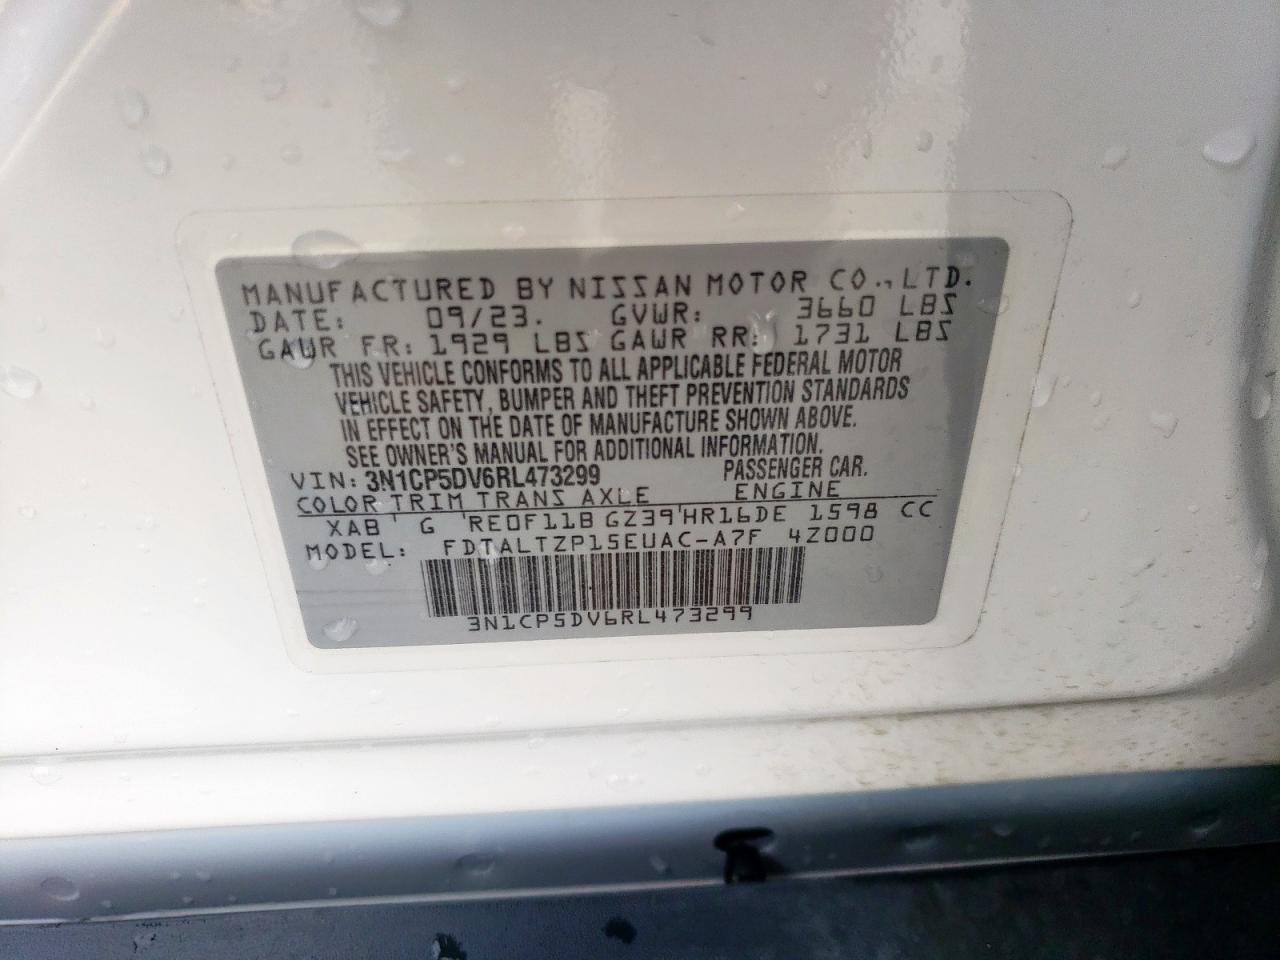 MANUFACTURED BY NISSAN MOTOR CO., LTD.
DATE: 09/23. GVWR: 3660 LBS
GAWR FR: 1929 LBS GAWR RR: 1731 LBS
THIS VEHICLE CONFORMS TO ALL APPLICABLE FEDERAL MOTOR
VEHICLE SAFETY, BUMPER AND THEFT PREVENTION STANDARDS
IN EFFECT ON THE DATE OF MANUFACTURE SHOWN ABOVE.
SEE OWNER'S MANUAL FOR ADDITIONAL INFORMATION.
VIN: 3N1CP5DV6RL473299 PASSENGER CAR.
COLOR TRIM TRANS AXLE ENGINE
XAB G RE0F11B GZ39 HR16DE 1598 CC
MODEL: FDTALTZP15EUAC-A7F 4Z000
3N1CP5DV6RL473299